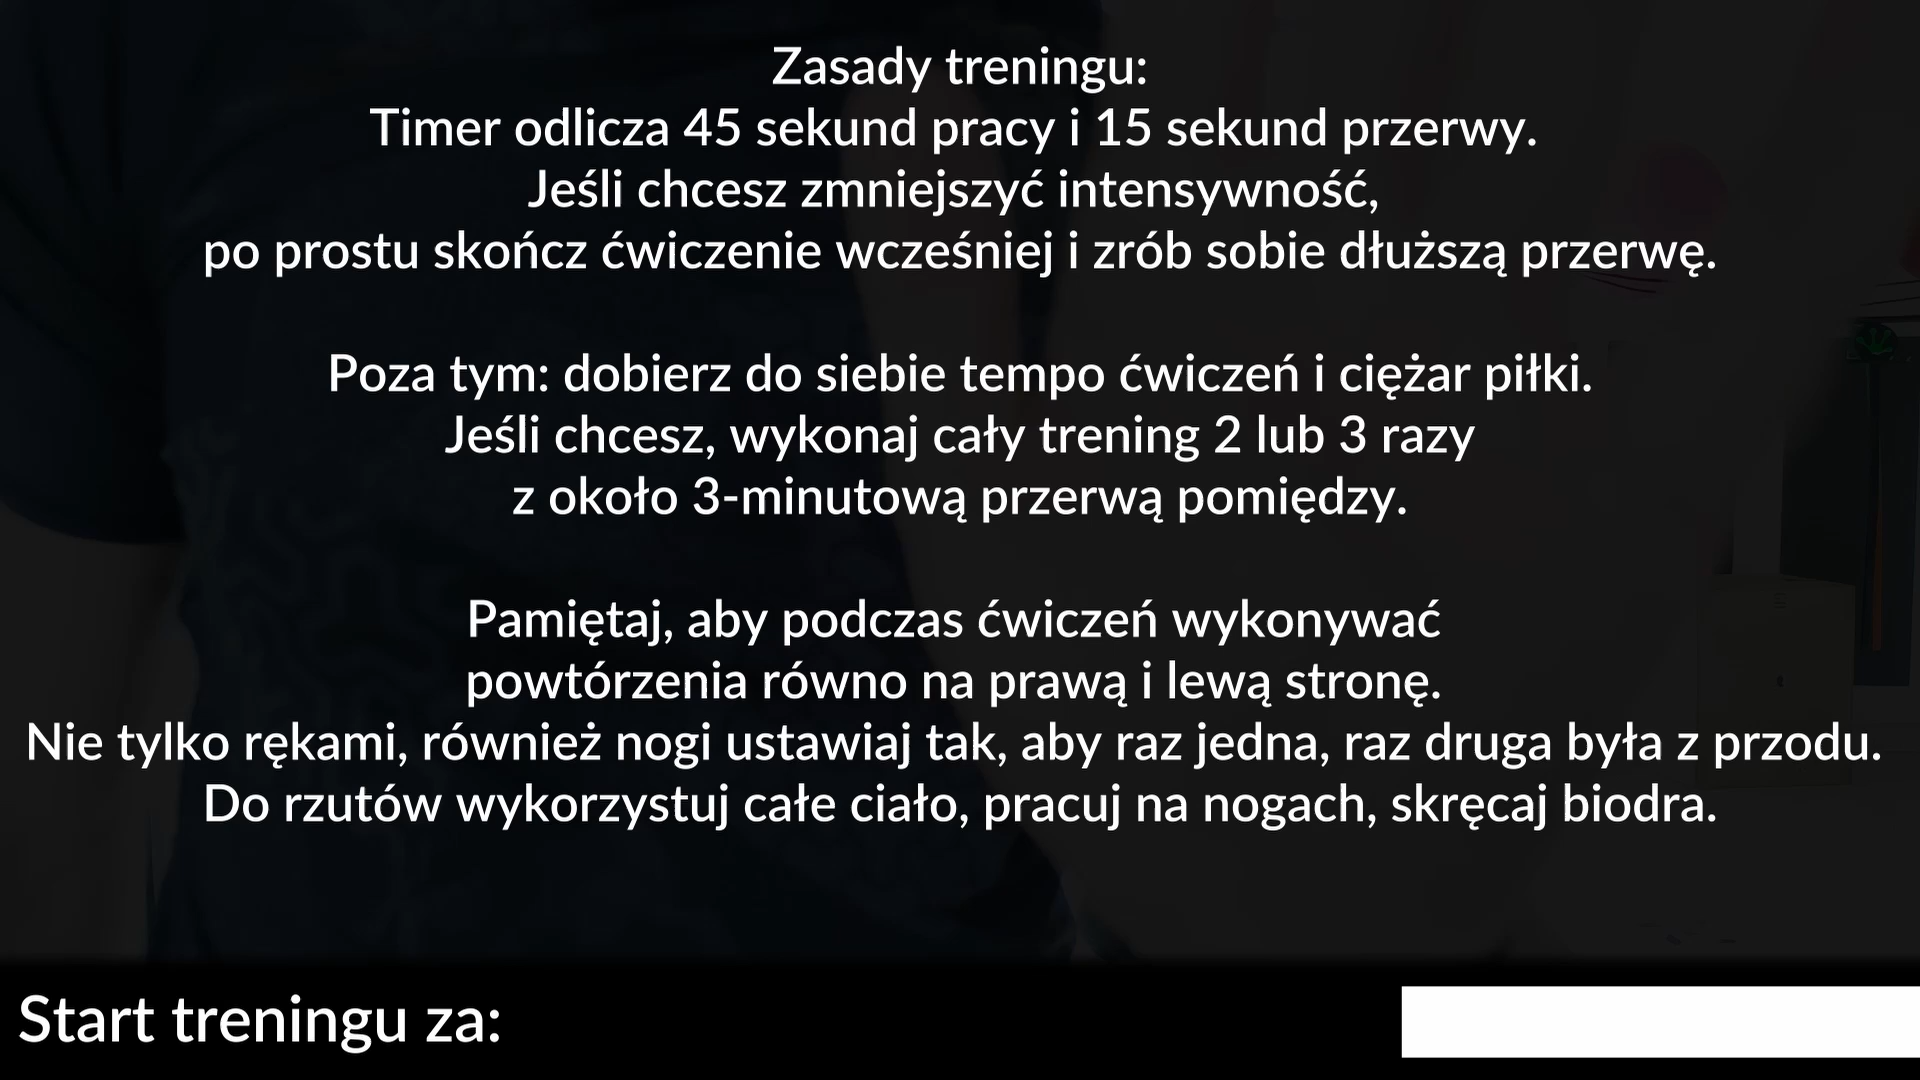 Zasady treningu:
Timer odlicza 45 sekund pracy i 15 sekund przerwy.
Jeśli chcesz zmniejszyć intensywność,
po prostu skończ ćwiczenie wcześniej i zrób sobie dłuższą przerwę.
Poza tym: dobierz do siebie tempo ćwiczeń i ciężar piłki.
Jeśli chcesz, wykonaj cały trening 2 lub 3 razy
z około 3-minutową przerwą pomiędzy.
Pamiętaj, aby podczas ćwiczeń wykonywać
powtórzenia równo na prawą i lewą stronę.
Nie tylko rękami, również nogi ustawiaj tak, aby raz jedna, raz druga była z przodu.
Do rzutów wykorzystuj całe ciało, pracuj na nogach, skręcaj biodra.
Start treningu za: